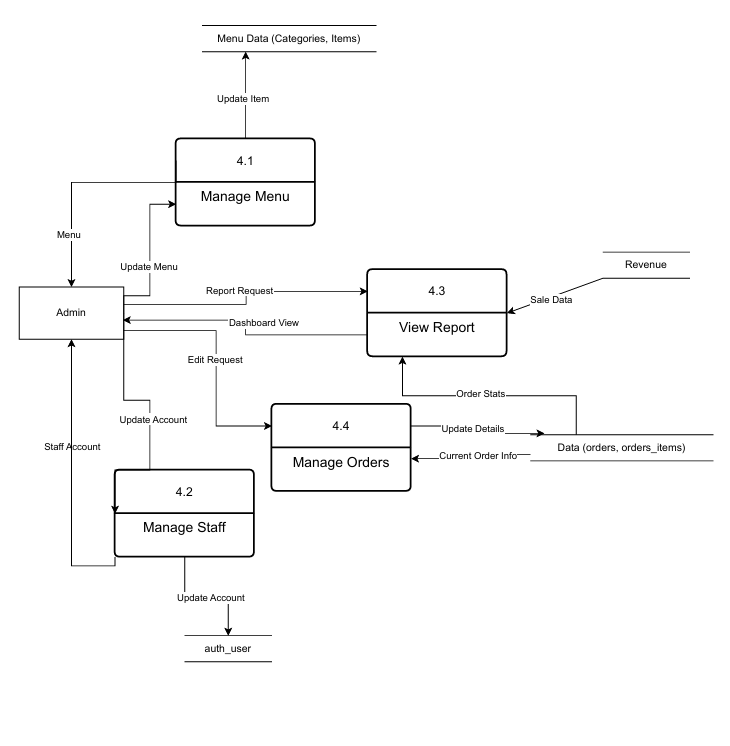 Menu Data (Categories, Items)
Update Item
4.1
Manage Menu
Menu
Update Menu
Revenue
Report Request
4.3
Sale Data
Admin
Dashboard View
View Report
Edit Request
Order Stats
Update Account
4.4
Update Details
Staff Account
Data (orders, orders_items)
Current Order Info
Manage Orders
4.2
Manage Staff
Update Account
auth_user